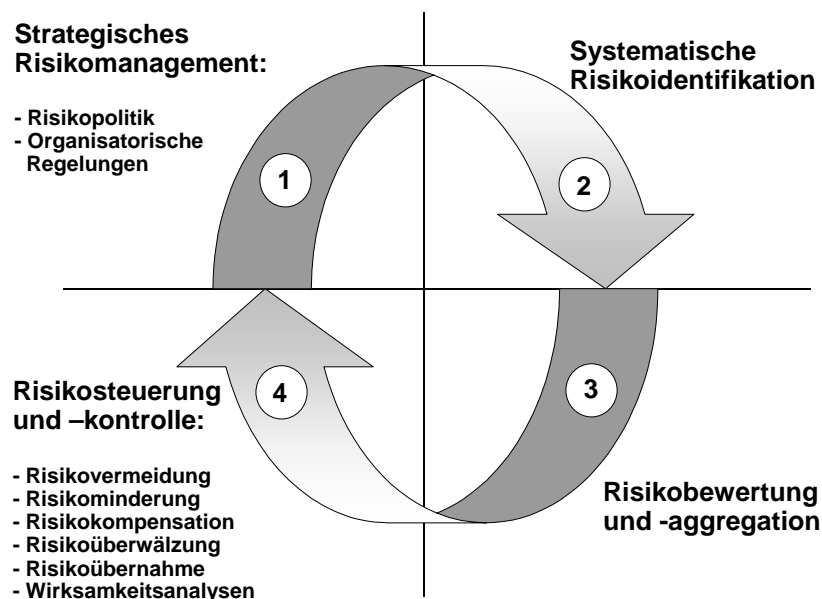 Strategisches
Risikomanagement:
- Risikopolitik
- Organisatorische
Regelungen
1
Systematische
Risikoidentifikation
2
3
Risikobewertung
und -aggregation
4
Risikosteuerung
und –kontrolle:
- Risikovermeidung
- Risikominderung
- Risikokompensation
- Risikoüberwälzung
- Risikoübernahme
- Wirksamkeitsanalysen